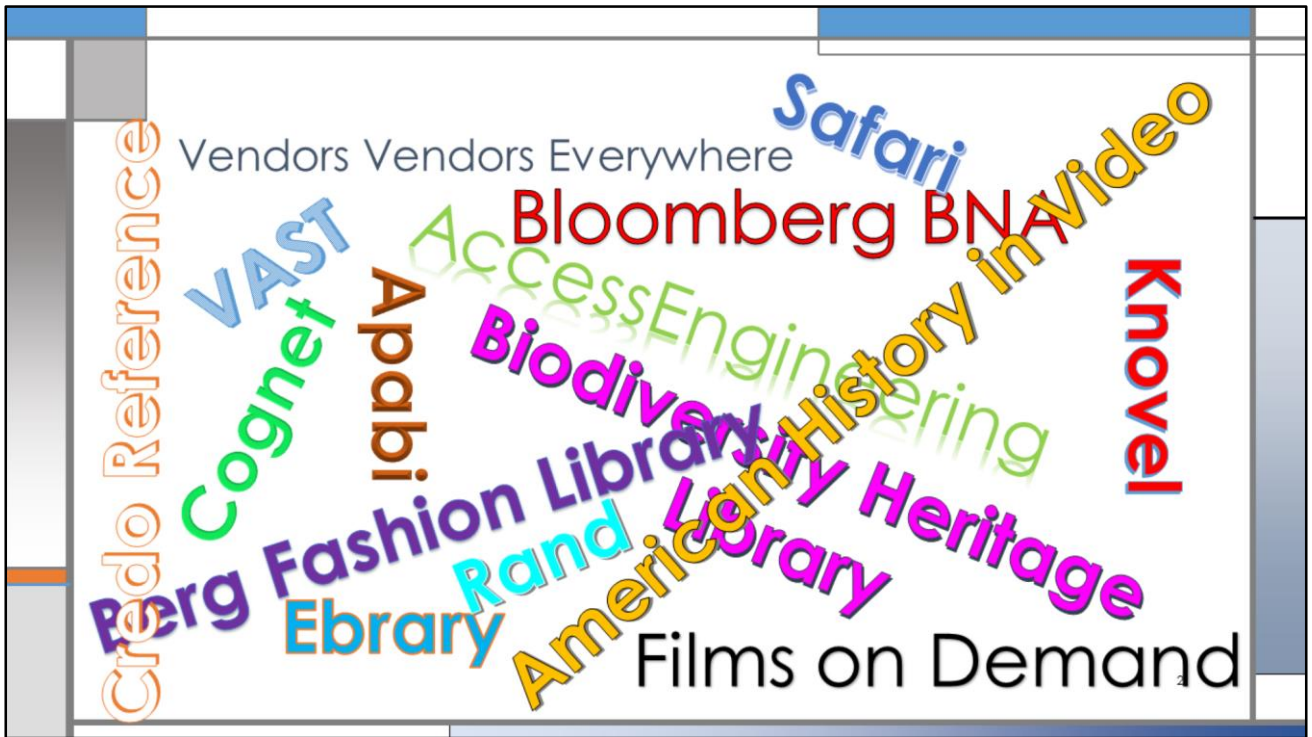 Vendors Vendors Everywhere
Safari
Bloomberg BNA
American History in Video
VAST
AccessEngineering
Credo Reference
Cognet
Apabi
Knovel
Biodiversity Heritage
Library
Berg Fashion Library
Rand
Ebrary
Films on Demand
2